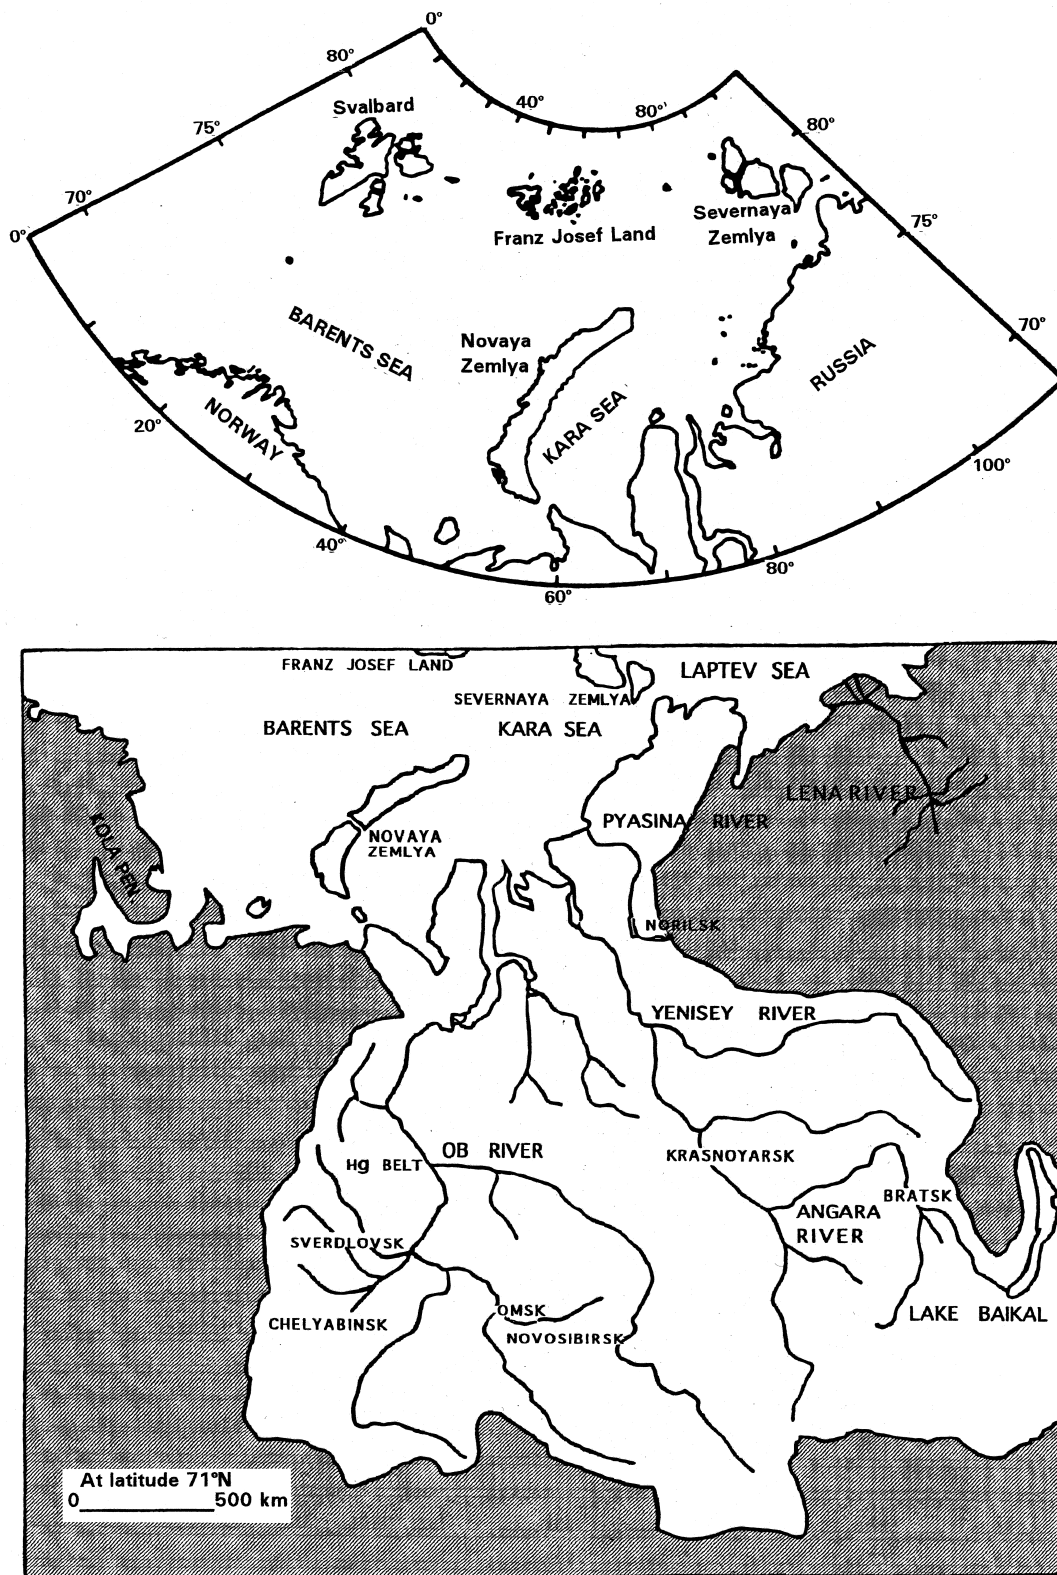 0°
80°
Svalbard
40°
80°
80°
75°
70°
0°
Franz Josef Land
Severnaya
Zemlya
75°
70°
BARENTS SEA
Novaya
Zemlya
RUSSIA
KARA SEA
NORWAY
20°
100°
40°
80°
60°
FRANZ JOSEF LAND
LAPTEV SEA
SEVERNAYA ZEMLYA
BARENTS SEA
KARA SEA
LENA RIVER
PYASINA RIVER
NOVAYA
ZEMLYA
KOLA PEN.
NORILSK
YENISEY RIVER
OB RIVER
KRASNOYARSK
Hg BELT
BRATSK
ANGARA
RIVER
SVERDLOVSK
OMSK
LAKE BAIKAL
CHELYABINSK
NOVOSIBIRSK
At latitude 71°N
0 500 km